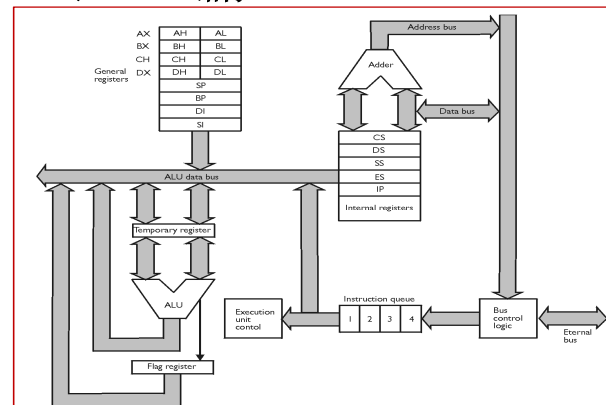 AX AH AL
BX BH BL
CH CH CL
DX DH DL
General
registers
SP
BP
DI
SI
Address bus
Adder
Data bus
CS
DS
SS
ES
IP
Internal registers
ALU data bus
Temporary register
ALU
Flag register
Execution
unit
contol
Instruction queue
1 2 3 4
Bus
control
logic
Eternal
bus